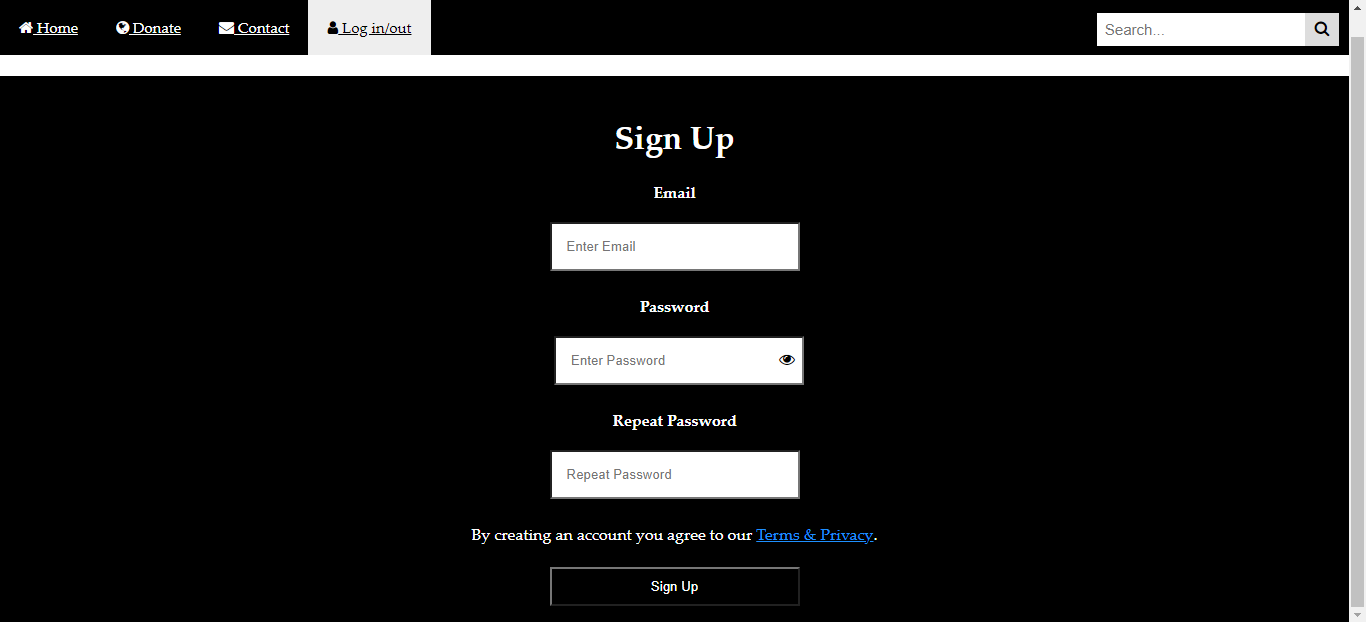 Home Donate Contact Log in/out Search...
Sign Up
Email
Enter Email
Password
Enter Password
Repeat Password
Repeat Password
By creating an account you agree to our Terms & Privacy.
Sign Up